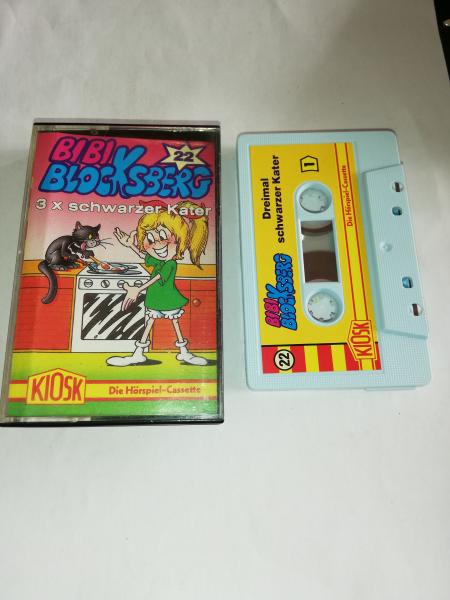 BIBI
BLOCKSBERG
22
3 x schwarzer Kater
KIOSK
Die Hörspiel-Cassette
22
BIBI
BLOCKSBERG
Dreimal
schwarzer Kater
1
KIOSK
Die Hörspiel-Cassette